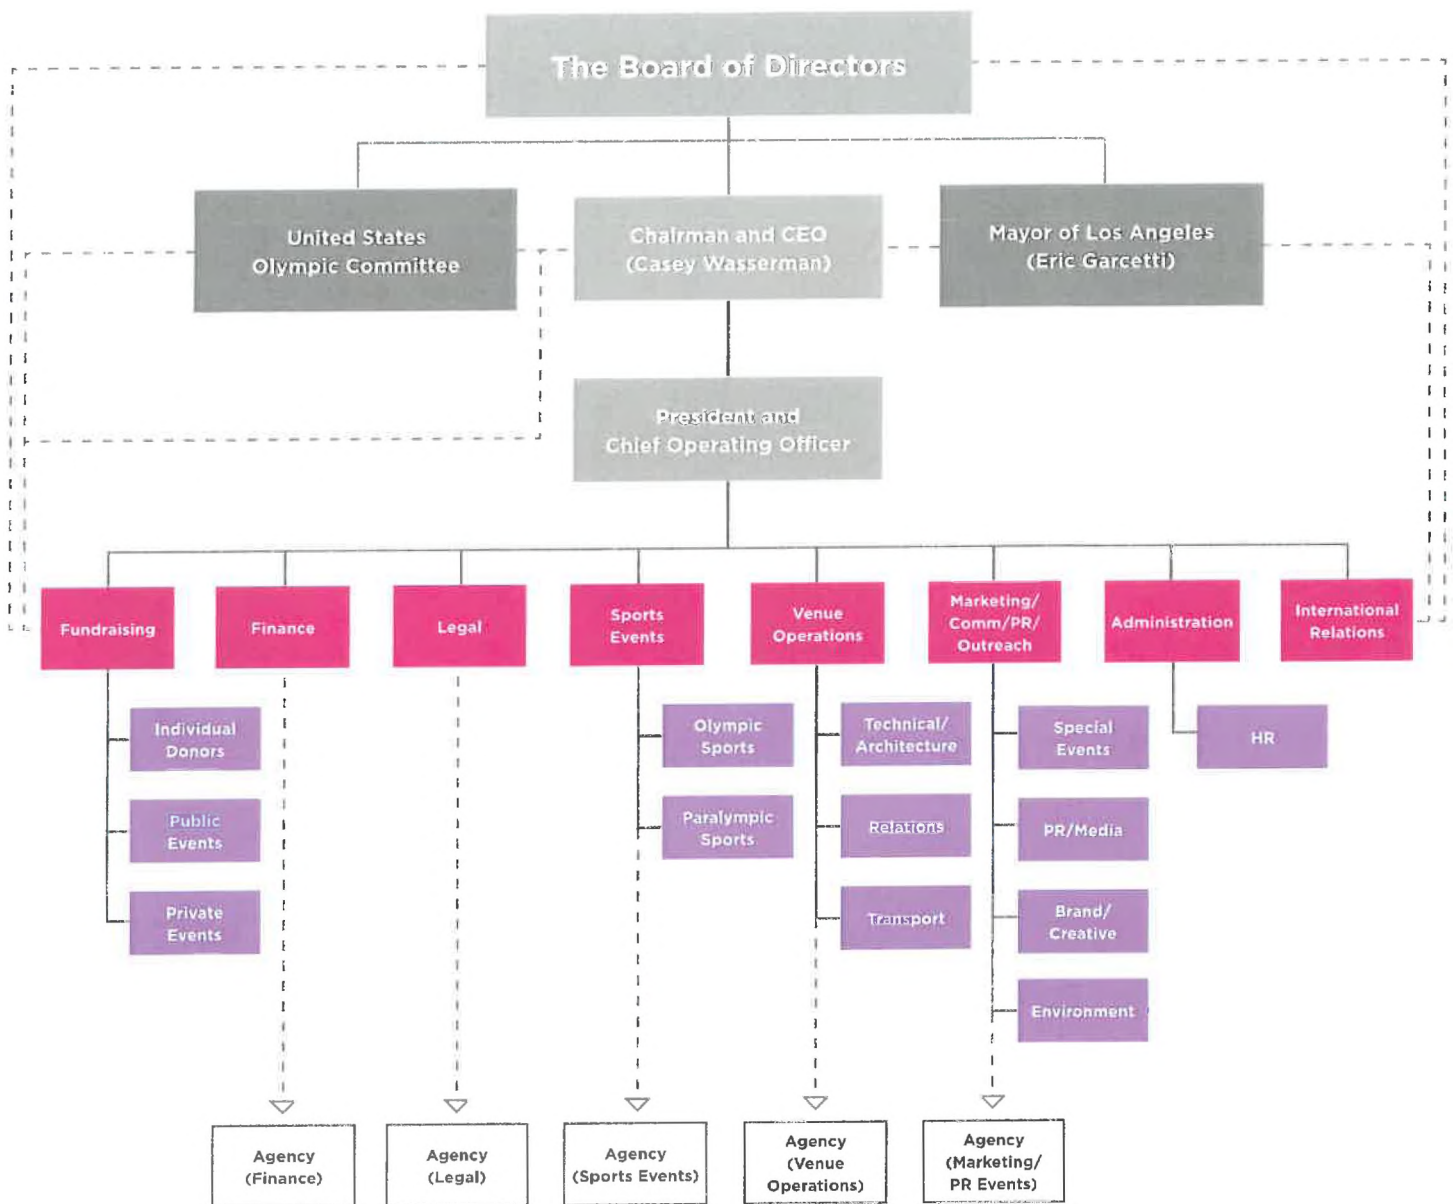 The Board of Directors
United States
Olympic Committee
Chairman and CEO
(Casey Wasserman)
Mayor of Los Angeles
(Eric Garcetti)
President and
Chief Operating Officer
Fundraising
Finance
Legal
Sports
Events
Venue
Operations
Marketing/
Comm/PR/
Outreach
Administration
International
Relations
Individual
Donors
Public
Events
Private
Events
Olympic
Sports
Paralympic
Sports
Technical/
Architecture
Relations
Transport
Special
Events
PR/Media
Brand/
Creative
Environment
HR
Agency
(Finance)
Agency
(Legal)
Agency
(Sports Events)
Agency
(Venue
Operations)
Agency
(Marketing/
PR Events)